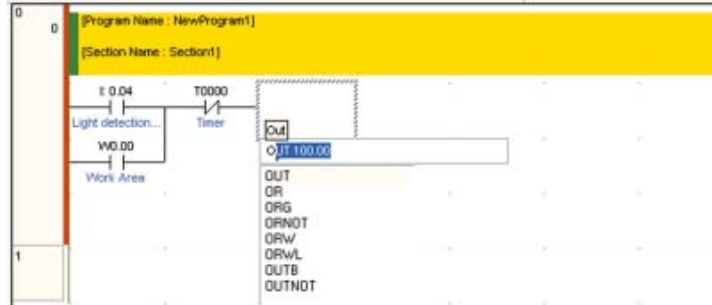 0
0
[Program Name : NewProgram1]
[Section Name : Section1]
I: 0.04
T0000
Light detection...
Timer
W0.00
Work Area
Out
OUT 100.00
OUT
OR
ORG
ORNOT
ORW
ORWL
OUTB
OUTNOT
1